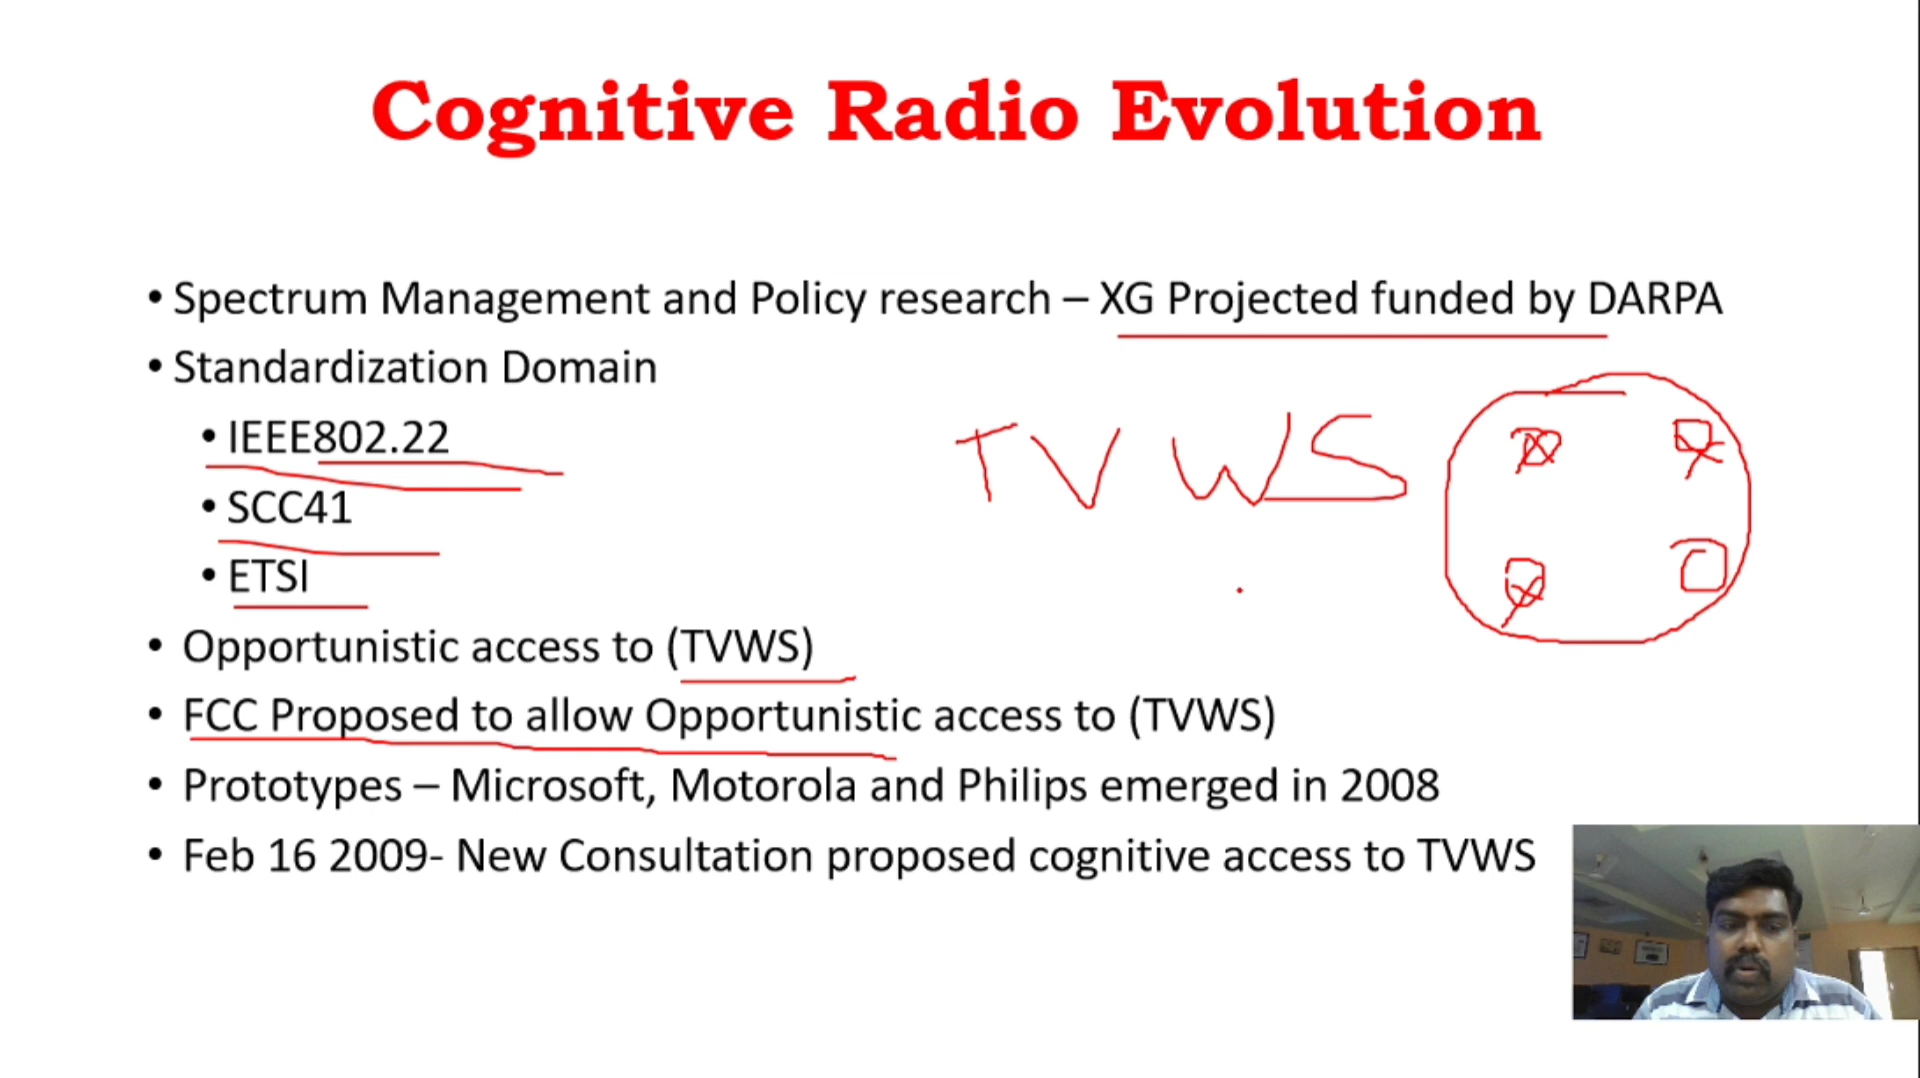 Cognitive Radio Evolution
• Spectrum Management and Policy research – XG Projected funded by DARPA
• Standardization Domain
• IEEE802.22
TV WS
• SCC41
• ETSI
• Opportunistic access to (TVWS)
• FCC Proposed to allow Opportunistic access to (TVWS)
• Prototypes – Microsoft, Motorola and Philips emerged in 2008
• Feb 16 2009- New Consultation proposed cognitive access to TVWS